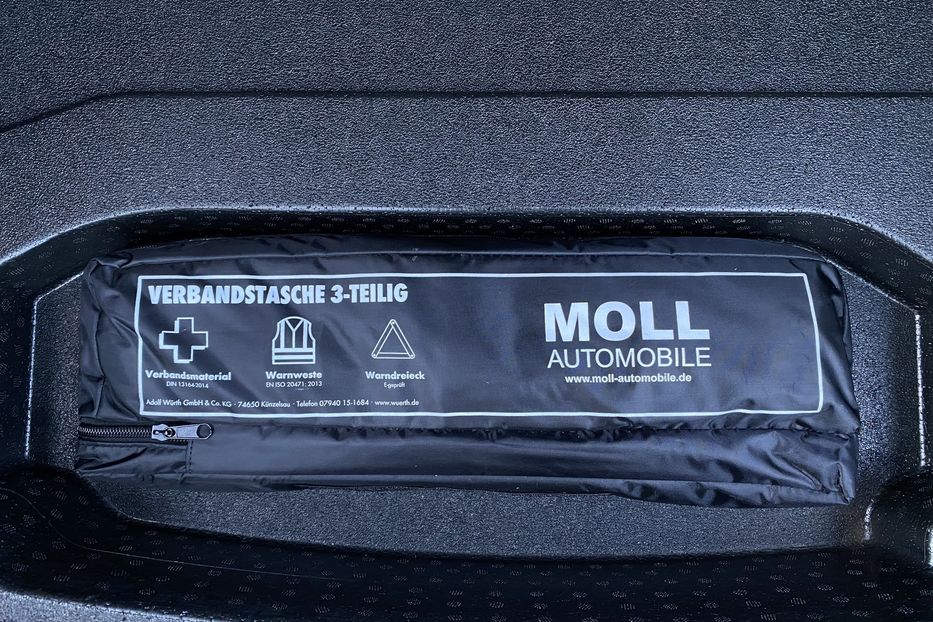 VERBANDSTASCHE 3-TEILIG
MOLL
AUTOMOBILE
www.moll-automobile.de
Verbandsmaterial
DIN 13164:2014
Warnweste
EN ISO 20471: 2013
Warndreieck
E-geprüft
Adolf Würth GmbH & Co. KG · 74650 Künzelsau · Telefon 07940 15-1684 · www.wuerth.de